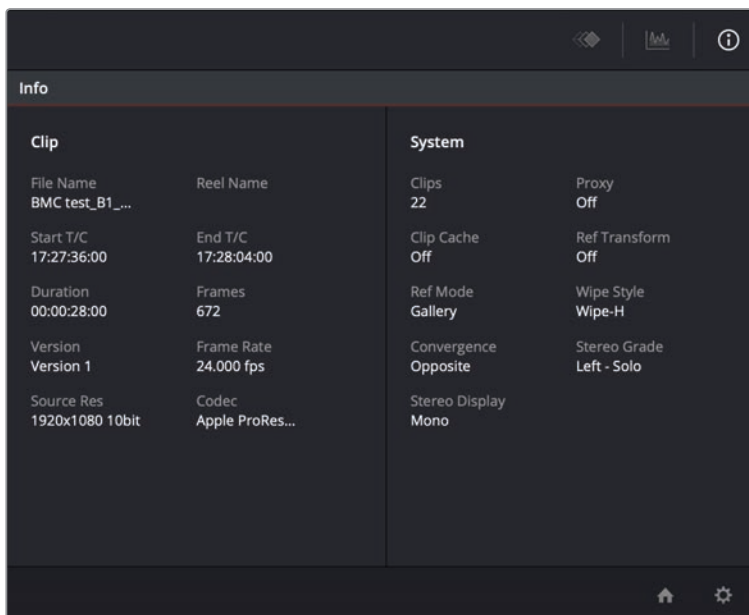 Info
Clip
File Name Reel Name
BMC test_B1_...
Start T/C End T/C
17:27:36:00 17:28:04:00
Duration Frames
00:00:28:00 672
Version Frame Rate
Version 1 24.000 fps
Source Res Codec
1920x1080 10bit Apple ProRes...
System
Clips Proxy
22 Off
Clip Cache Ref Transform
Off Off
Ref Mode Wipe Style
Gallery Wipe-H
Convergence Stereo Grade
Opposite Left - Solo
Stereo Display
Mono